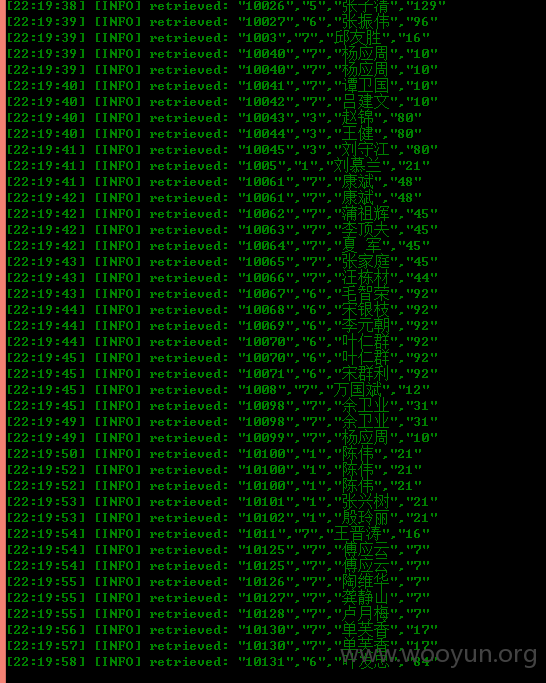 [22:19:38] [INFO] retrieved: "10026","5","张子清","129"
[22:19:39] [INFO] retrieved: "10027","6","张振伟","96"
[22:19:39] [INFO] retrieved: "1003","7","邱友胜","16"
[22:19:39] [INFO] retrieved: "10040","7","杨应周","10"
[22:19:39] [INFO] retrieved: "10040","7","杨应周","10"
[22:19:40] [INFO] retrieved: "10041","7","谭卫国","10"
[22:19:40] [INFO] retrieved: "10042","7","吕建文","10"
[22:19:40] [INFO] retrieved: "10043","3","赵锦","80"
[22:19:40] [INFO] retrieved: "10044","3","王健","80"
[22:19:41] [INFO] retrieved: "10045","3","刘守江","80"
[22:19:41] [INFO] retrieved: "1005","1","刘慕兰","21"
[22:19:41] [INFO] retrieved: "10061","7","康斌","48"
[22:19:42] [INFO] retrieved: "10061","7","康斌","48"
[22:19:42] [INFO] retrieved: "10062","7","蒲祖辉","45"
[22:19:42] [INFO] retrieved: "10063","7","李顶夫","45"
[22:19:42] [INFO] retrieved: "10064","7","夏 军","45"
[22:19:43] [INFO] retrieved: "10065","7","张家庭","45"
[22:19:43] [INFO] retrieved: "10066","7","汪栋材","44"
[22:19:43] [INFO] retrieved: "10067","6","毛智荣","92"
[22:19:44] [INFO] retrieved: "10068","6","宋银枝","92"
[22:19:44] [INFO] retrieved: "10069","6","李元朝","92"
[22:19:44] [INFO] retrieved: "10070","6","叶仁群","92"
[22:19:45] [INFO] retrieved: "10070","6","叶仁群","92"
[22:19:45] [INFO] retrieved: "10071","6","宋群利","92"
[22:19:45] [INFO] retrieved: "1008","7","万国斌","12"
[22:19:45] [INFO] retrieved: "10098","7","余卫业","31"
[22:19:49] [INFO] retrieved: "10098","7","余卫业","31"
[22:19:49] [INFO] retrieved: "10099","7","杨应周","10"
[22:19:50] [INFO] retrieved: "10100","1","陈伟","21"
[22:19:52] [INFO] retrieved: "10100","1","陈伟","21"
[22:19:52] [INFO] retrieved: "10100","1","陈伟","21"
[22:19:53] [INFO] retrieved: "10101","1","张兴树","21"
[22:19:53] [INFO] retrieved: "10102","1","殷玲丽","21"
[22:19:54] [INFO] retrieved: "1011","7","王晋涛","16"
[22:19:54] [INFO] retrieved: "10125","7","傅应云","7"
[22:19:54] [INFO] retrieved: "10125","7","傅应云","7"
[22:19:55] [INFO] retrieved: "10126","7","陶维华","7"
[22:19:55] [INFO] retrieved: "10127","7","龚静山","7"
[22:19:55] [INFO] retrieved: "10128","7","卢月梅","7"
[22:19:56] [INFO] retrieved: "10130","7","单芙香","17"
[22:19:57] [INFO] retrieved: "10130","7","单芙香","17"
[22:19:58] [INFO] retrieved: "10131","6","叶发忠","84"
www.wooyun.org